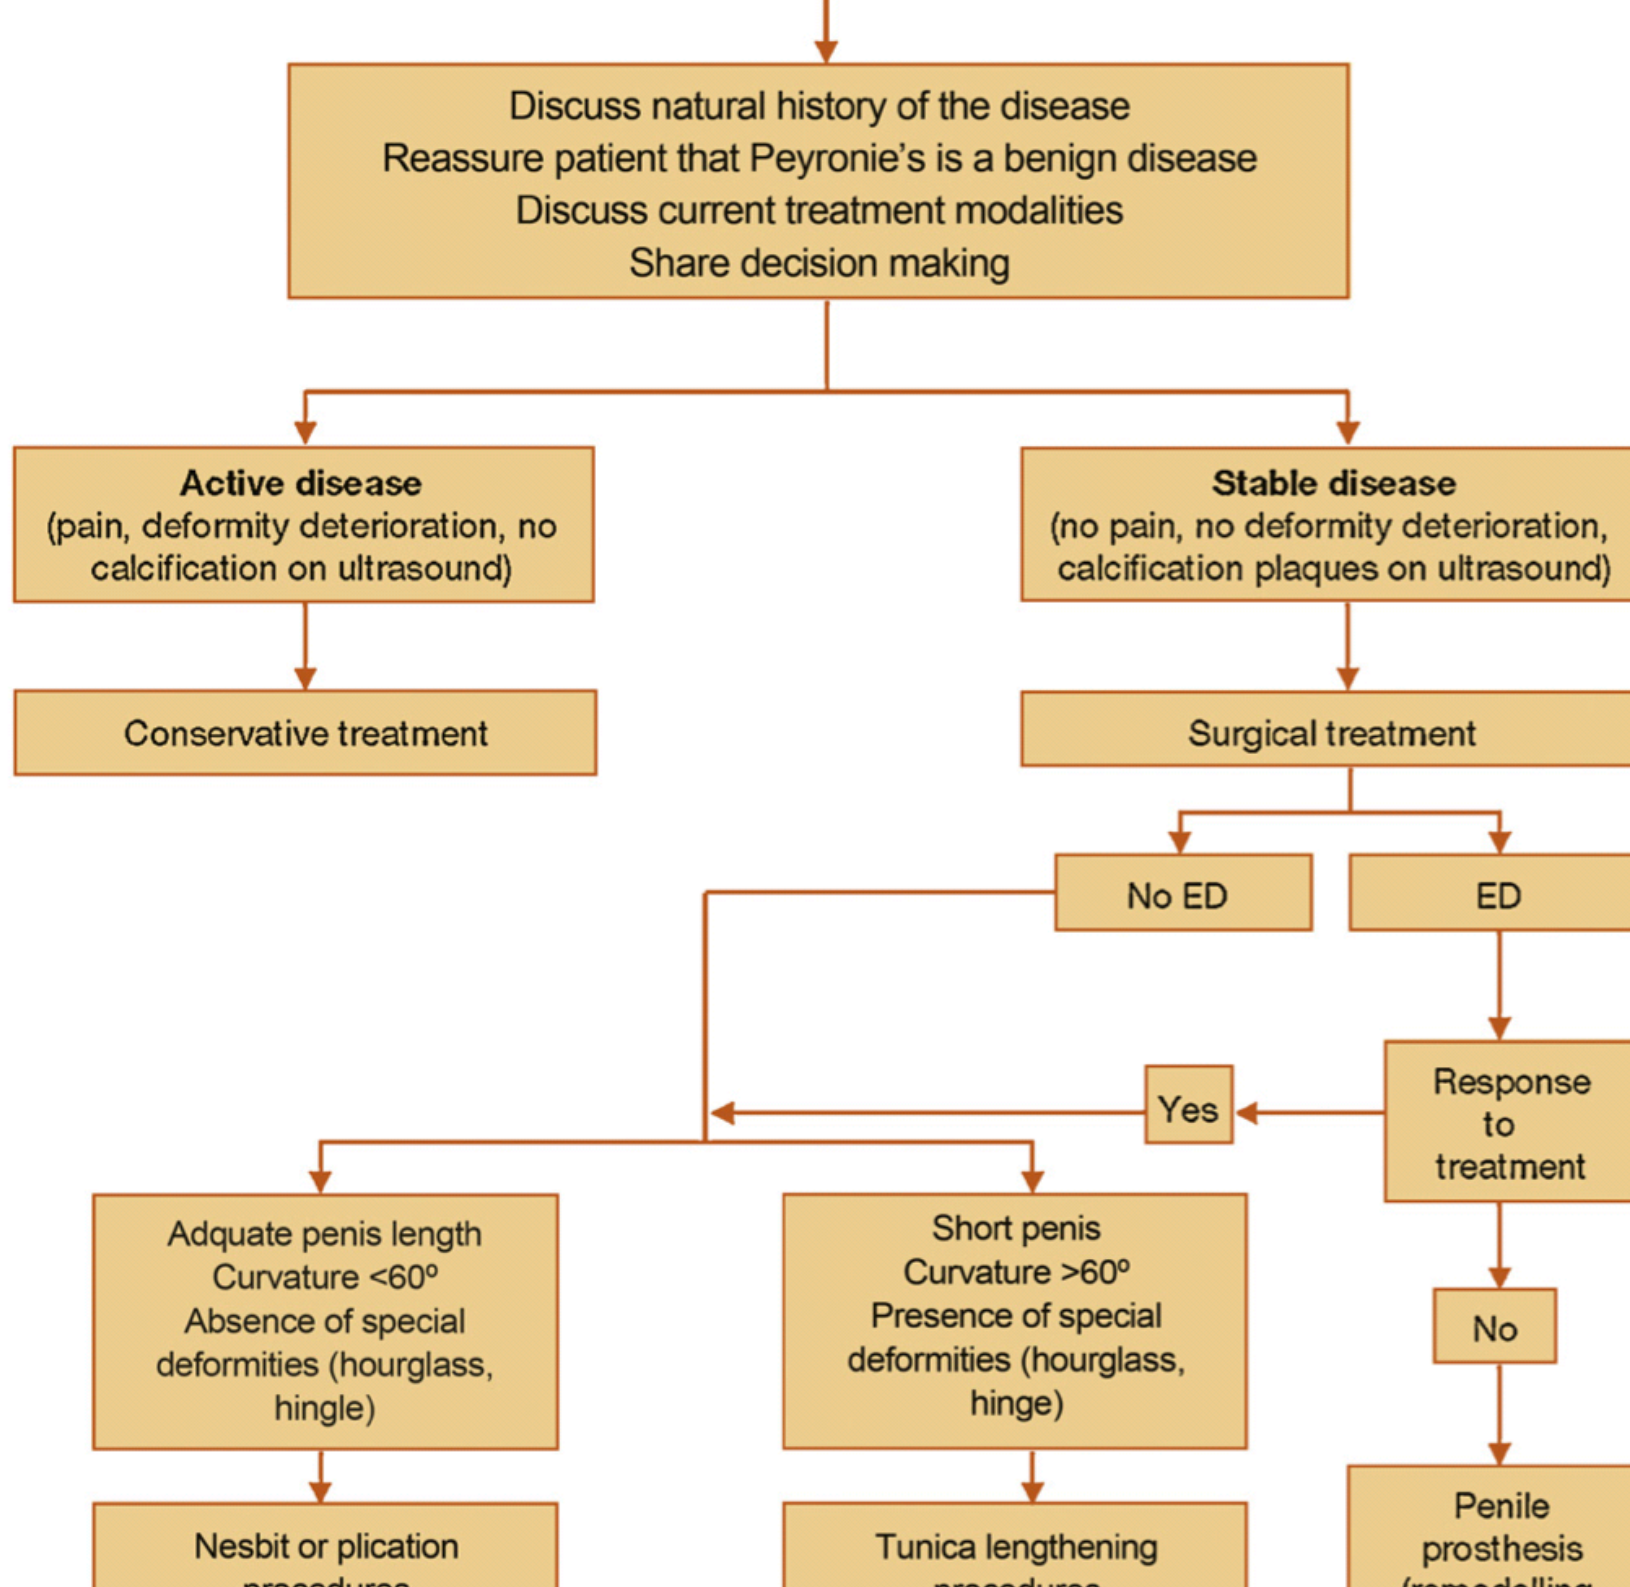 Discuss natural history of the disease
Reassure patient that Peyronie's is a benign disease
Discuss current treatment modalities
Share decision making
Active disease
(pain, deformity deterioration, no
calcification on ultrasound)
Stable disease
(no pain, no deformity deterioration,
calcification plaques on ultrasound)
Conservative treatment
Surgical treatment
No ED
ED
Response
to
treatment
Yes
Adquate penis length
Curvature <60º
Absence of special
deformities (hourglass,
hingle)
Short penis
Curvature >60º
Presence of special
deformities (hourglass,
hinge)
No
Nesbit or plication
procedures
Tunica lengthening
procedures
Penile
prosthesis
(remodelling